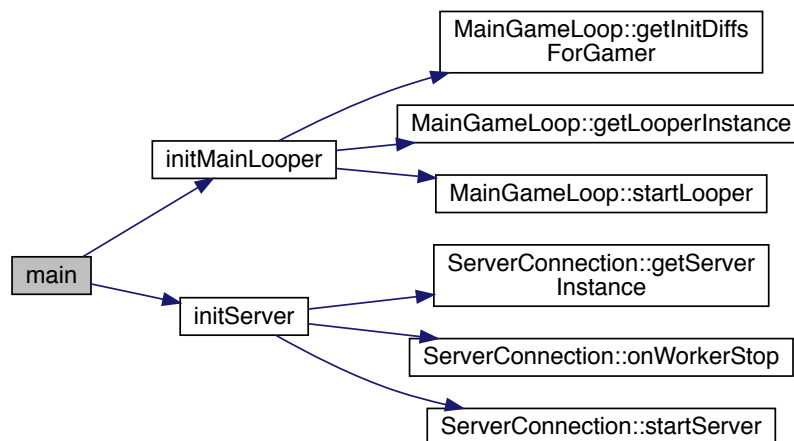 MainGameLoop::getInitDiffs
ForGamer
MainGameLoop::getLooperInstance
initMainLooper
MainGameLoop::startLooper
main
ServerConnection::getServer
Instance
initServer
ServerConnection::onWorkerStop
ServerConnection::startServer